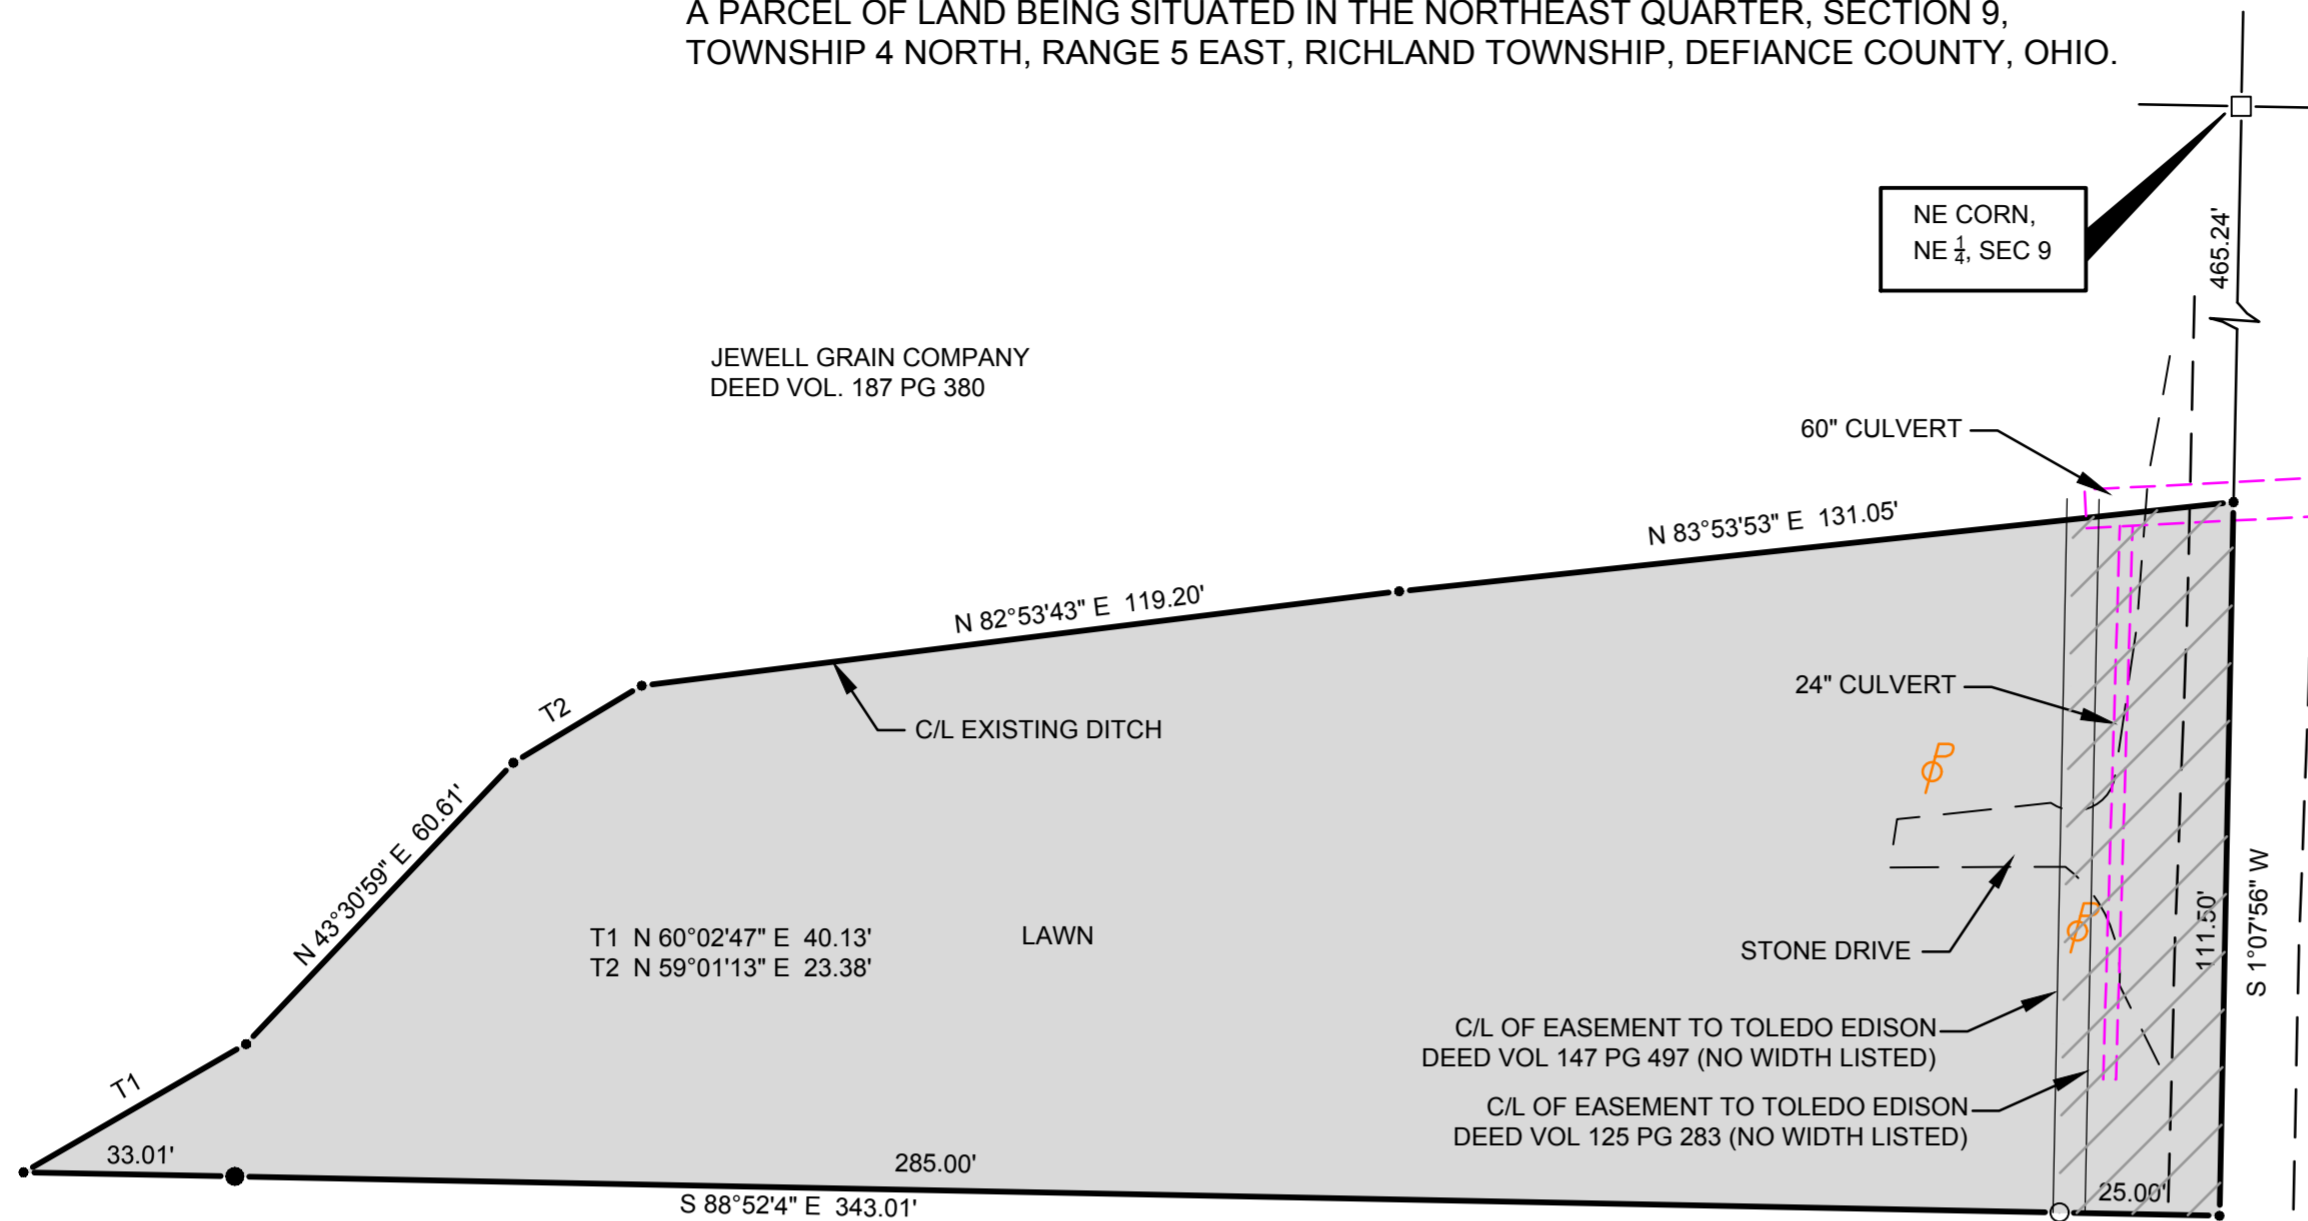 A PARCEL OF LAND BEING SITUATED IN THE NORTHEAST QUARTER, SECTION 9,
TOWNSHIP 4 NORTH, RANGE 5 EAST, RICHLAND TOWNSHIP, DEFIANCE COUNTY, OHIO.
NE CORN,
NE 1/4, SEC 9
465.24'
JEWELL GRAIN COMPANY
DEED VOL. 187 PG 380
60" CULVERT
N 83°53'53" E 131.05'
N 82°53'43" E 119.20'
24" CULVERT
T2
C/L EXISTING DITCH
P
N 43°30'59" E 60.61'
T1 N 60°02'47" E 40.13'
T2 N 59°01'13" E 23.38'
LAWN
STONE DRIVE
P
111.50'
S 1°07'56" W
C/L OF EASEMENT TO TOLEDO EDISON
DEED VOL 147 PG 497 (NO WIDTH LISTED)
T1
C/L OF EASEMENT TO TOLEDO EDISON
DEED VOL 125 PG 283 (NO WIDTH LISTED)
33.01'
285.00'
25.00'
S 88°52'4" E 343.01'